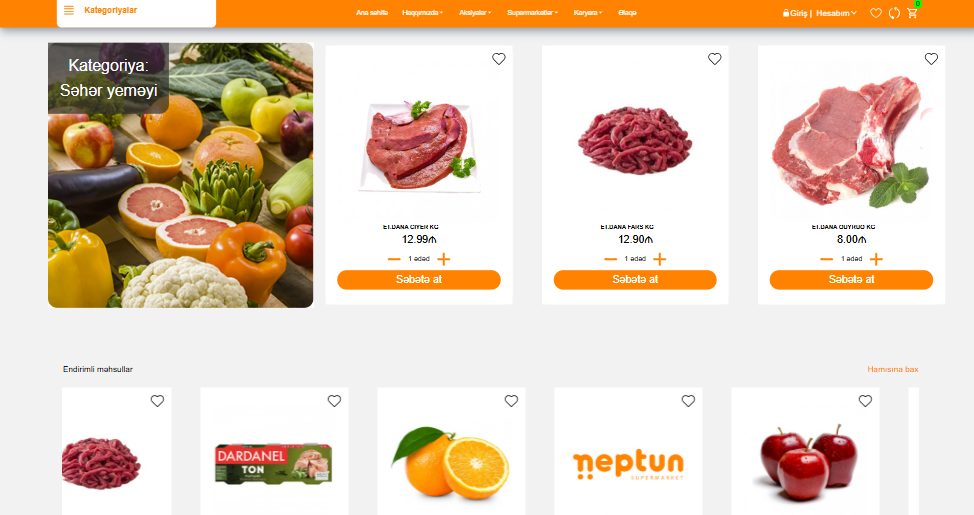 Kateqoriyalar
Ana səhifə Haqqımızda Aksiyalar Supermarketlər Karyera Əlaqə
Giriş | Hesabım
0
Kateqoriya:
Səhər yeməyi
ET.DANA CIYER KG
12.99₼
1 ədəd
Səbətə at
ET.DANA FARS KG
12.90₼
1 ədəd
Səbətə at
ET.DANA QUYRUQ KG
8.00₼
1 ədəd
Səbətə at
Endirimli məhsullar
Hamısına bax
DARDANEL
TON
neptun
SUPERMARKET